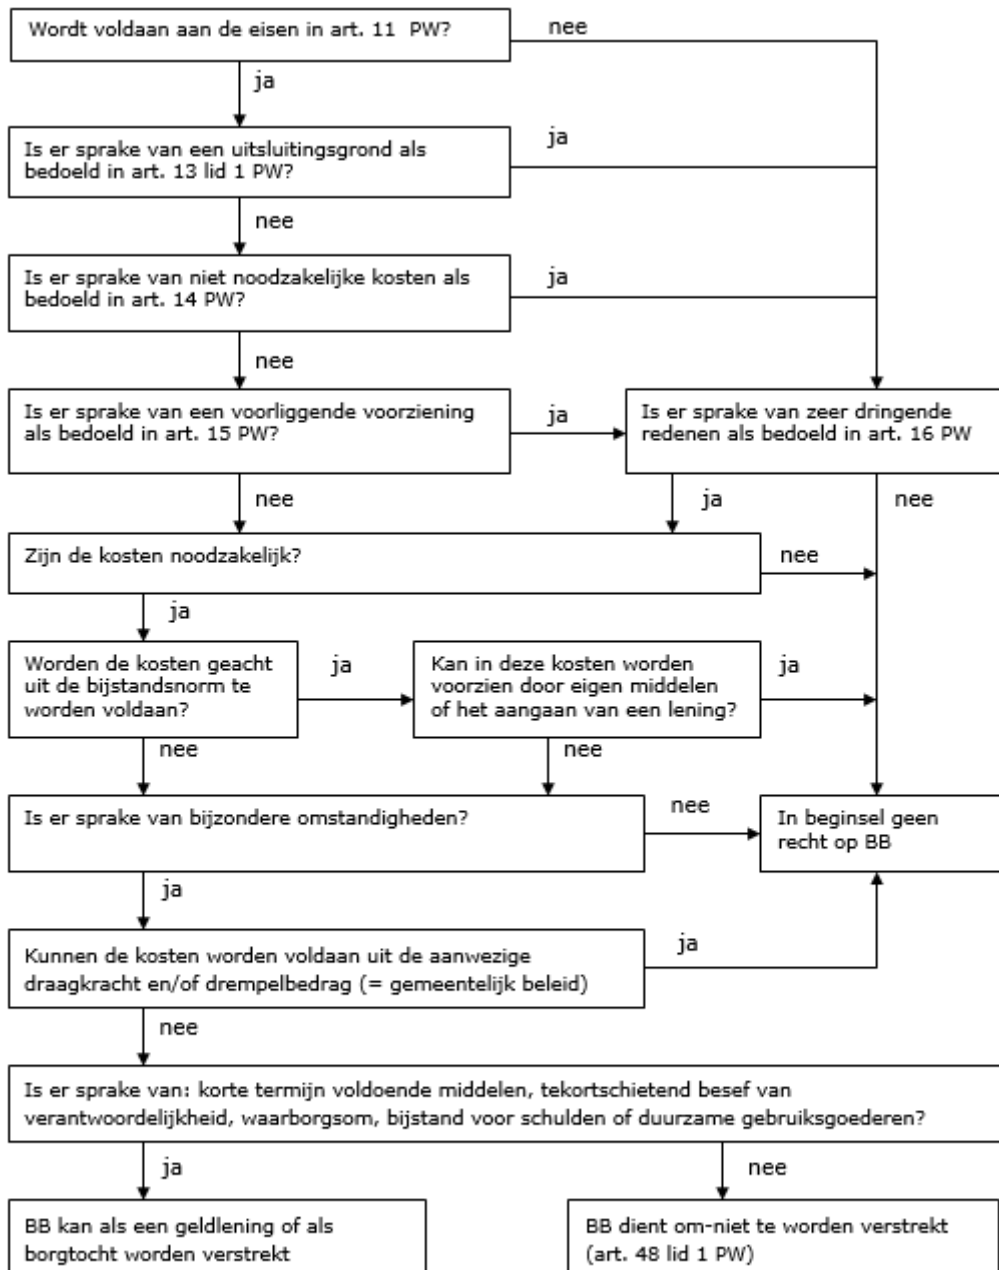 Wordt voldaan aan de eisen in art. 11  PW?
nee
ja
Is er sprake van een uitsluitingsgrond als
bedoeld in art. 13 lid 1 PW?
ja
nee
Is er sprake van niet noodzakelijke kosten als
bedoeld in art. 14 PW?
ja
nee
Is er sprake van een voorliggende voorziening
als bedoeld in art. 15 PW?
ja
Is er sprake van zeer dringende
redenen als bedoeld in art. 16 PW
nee
ja
nee
Zijn de kosten noodzakelijk?
nee
ja
Worden de kosten geacht
uit de bijstandsnorm te
worden voldaan?
ja
Kan in deze kosten worden
voorzien door eigen middelen
of het aangaan van een lening?
ja
nee
nee
Is er sprake van bijzondere omstandigheden?
nee
In beginsel geen
recht op BB
ja
Kunnen de kosten worden voldaan uit de aanwezige
draagkracht en/of drempelbedrag (= gemeentelijk beleid)
ja
nee
Is er sprake van: korte termijn voldoende middelen, tekortschietend besef van
verantwoordelijkheid, waarborgsom, bijstand voor schulden of duurzame gebruiksgoederen?
ja
nee
BB kan als een geldlening of als
borgtocht worden verstrekt
BB dient om-niet te worden verstrekt
(art. 48 lid 1 PW)